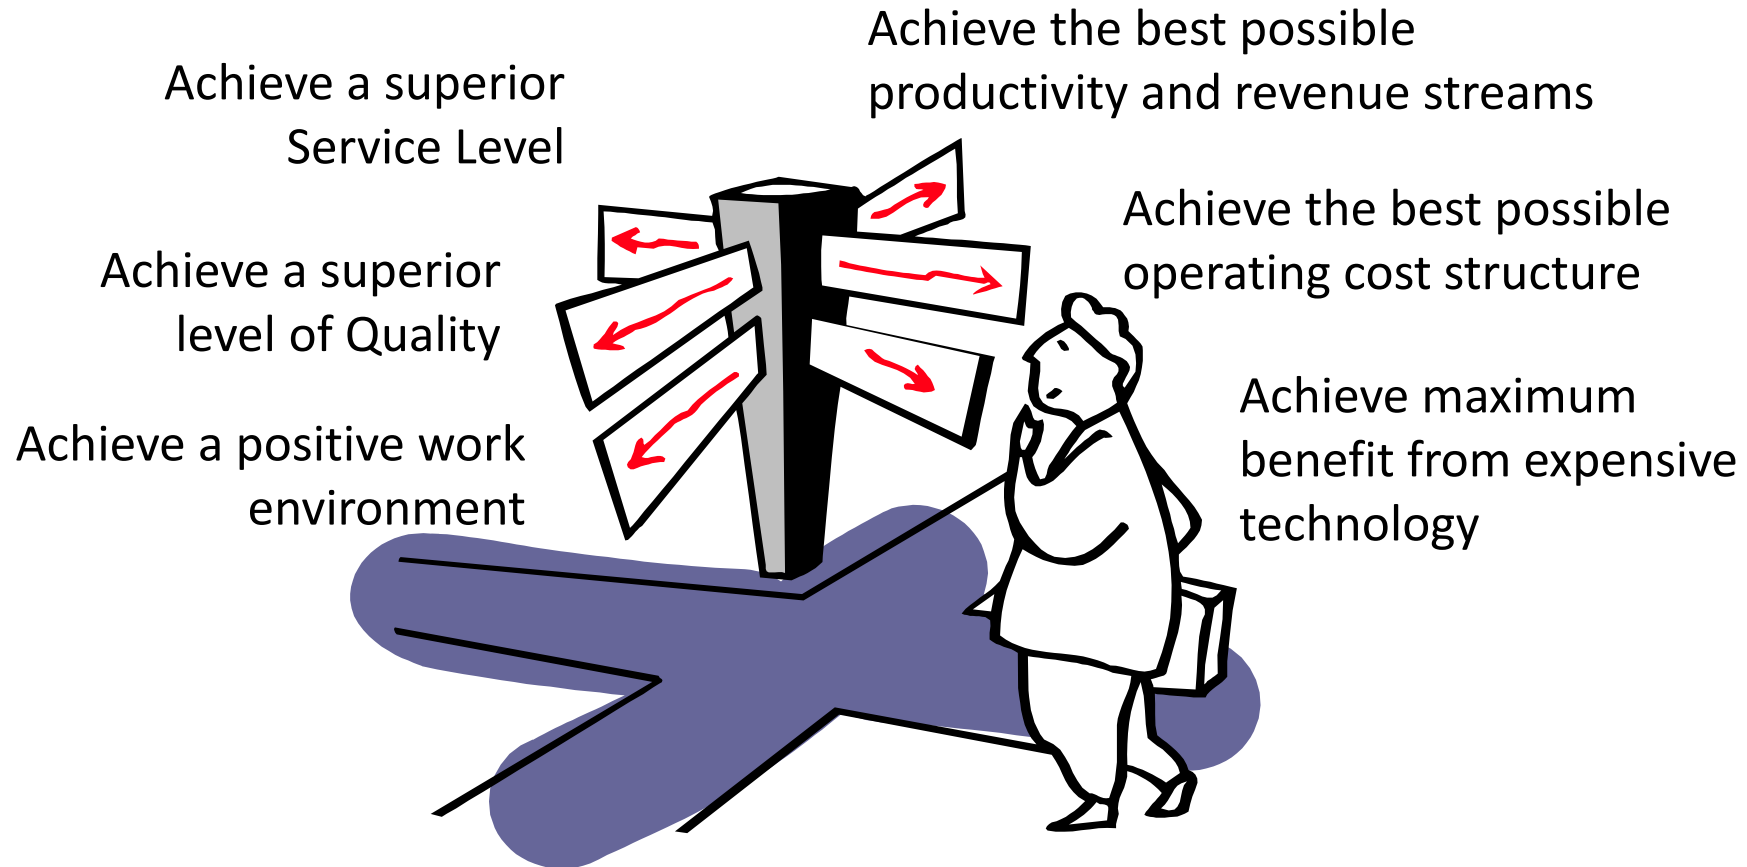 Achieve a superior
Service Level
Achieve a superior
level of Quality
Achieve a positive work
environment
Achieve the best possible
productivity and revenue streams
Achieve the best possible
operating cost structure
Achieve maximum
benefit from expensive
technology